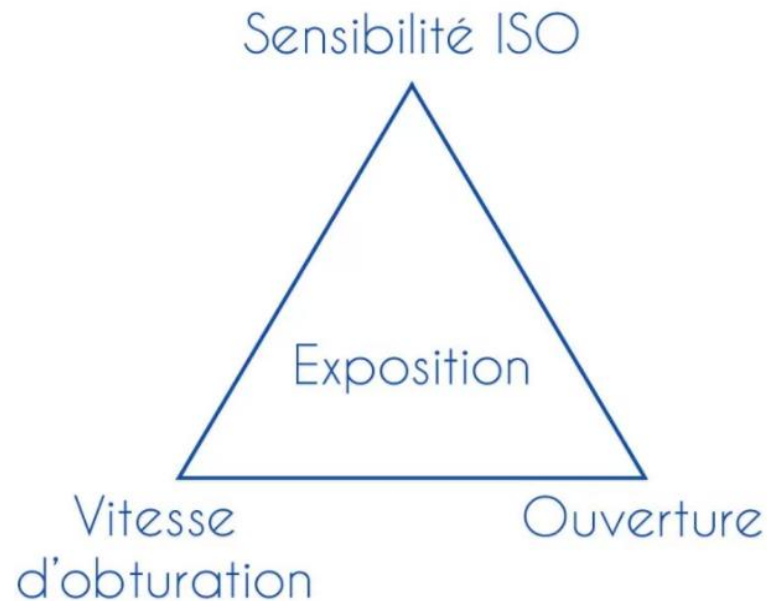 Sensibilité ISO
Exposition
Vitesse
d'obturation
Ouverture